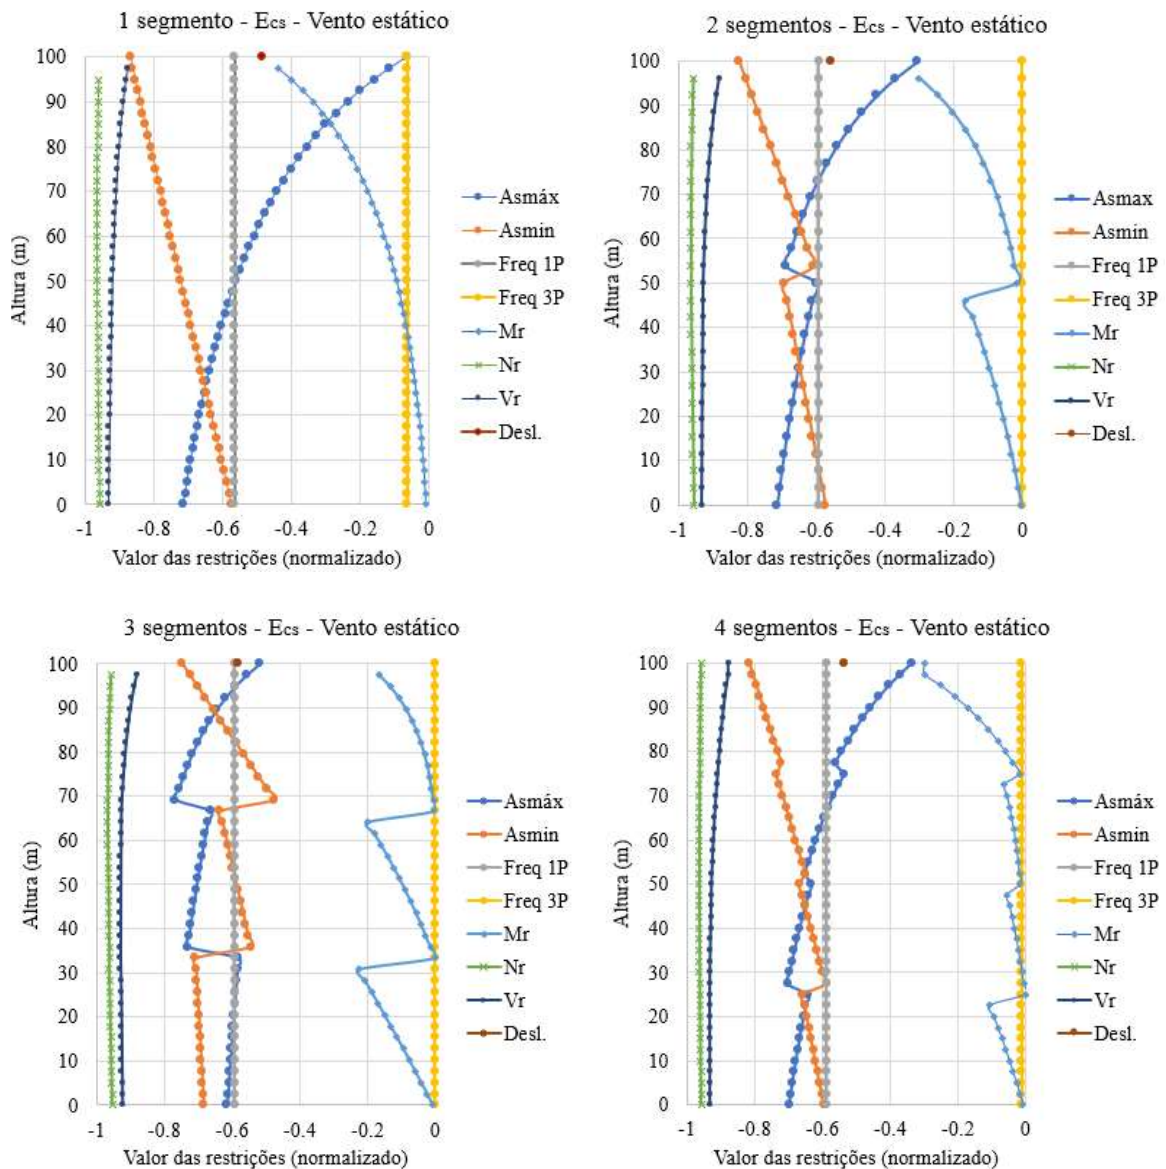 1 segmento - Ecs - Vento estático
Altura (m)
100
90
80
70
60
50
40
30
20
10
0
-1 -0.8 -0.6 -0.4 -0.2 0
Valor das restrições (normalizado)
Asmáx
Asmin
Freq 1P
Freq 3P
Mr
Nr
Vr
Desl.
2 segmentos - Ecs - Vento estático
Altura (m)
100
90
80
70
60
50
40
30
20
10
0
-1 -0.8 -0.6 -0.4 -0.2 0
Valor das restrições (normalizado)
Asmax
Asmin
Freq 1P
Freq 3P
Mr
Nr
Vr
Desl.
3 segmentos - Ecs - Vento estático
Altura (m)
100
90
80
70
60
50
40
30
20
10
0
-1 -0.8 -0.6 -0.4 -0.2 0
Valor das restrições (normalizado)
Asmáx
Asmin
Freq 1P
Freq 3P
Mr
Nr
Vr
Desl.
4 segmentos - Ecs - Vento estático
Altura (m)
100
90
80
70
60
50
40
30
20
10
0
-1 -0.8 -0.6 -0.4 -0.2 0
Valor das restrições (normalizado)
Asmáx
Asmin
Freq 1P
Freq 3P
Mr
Nr
Vr
Desl.